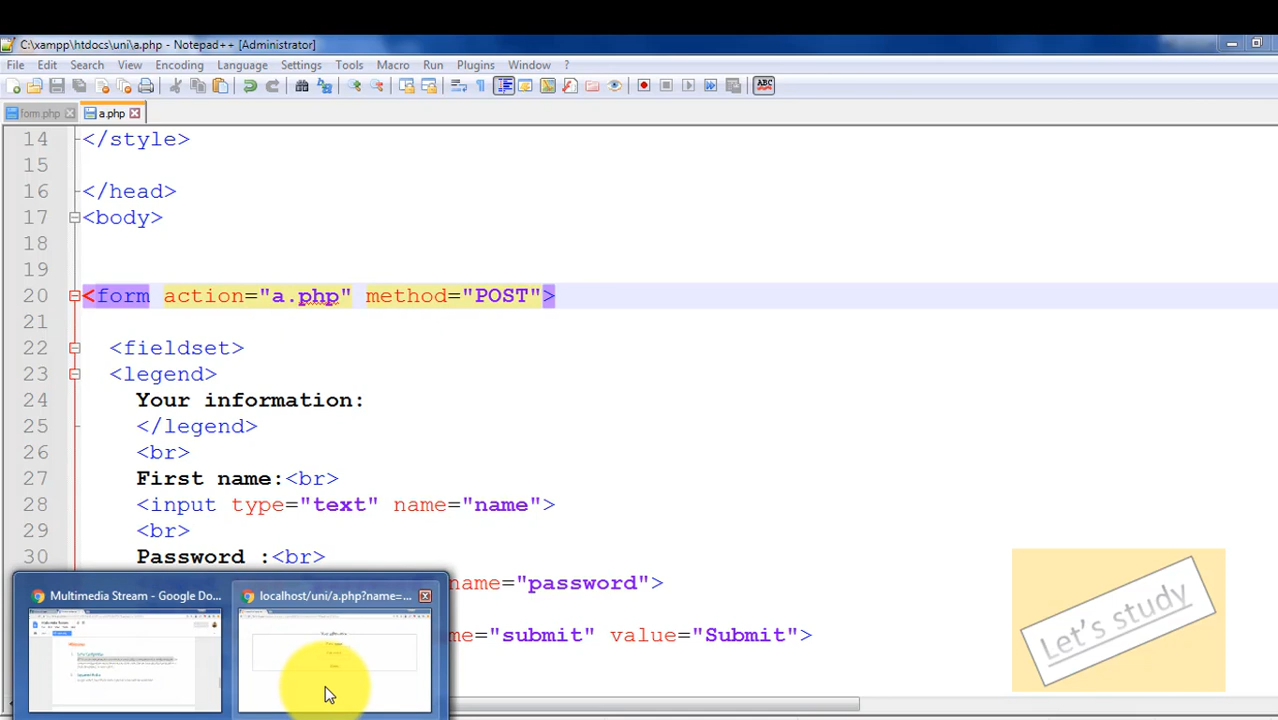 C:\xampp\htdocs\uni\a.php - Notepad++ [Administrator]
File Edit Search View Encoding Language Settings Tools Macro Run Plugins Window ?
ABC
form.php a.php
14 </style>
15
16 </head>
17 <body>
18
19
20 <form action="a.php" method="POST">
21
22 <fieldset>
23 <legend>
24 Your information:
25 </legend>
26 <br>
27 First name:<br>
28 <input type="text" name="name">
29 <br>
30 Password :<br>
name="password">
me="submit" value="Submit">
Multimedia Stream - Google Do...
localhost/uni/a.php?name=...
Let's study